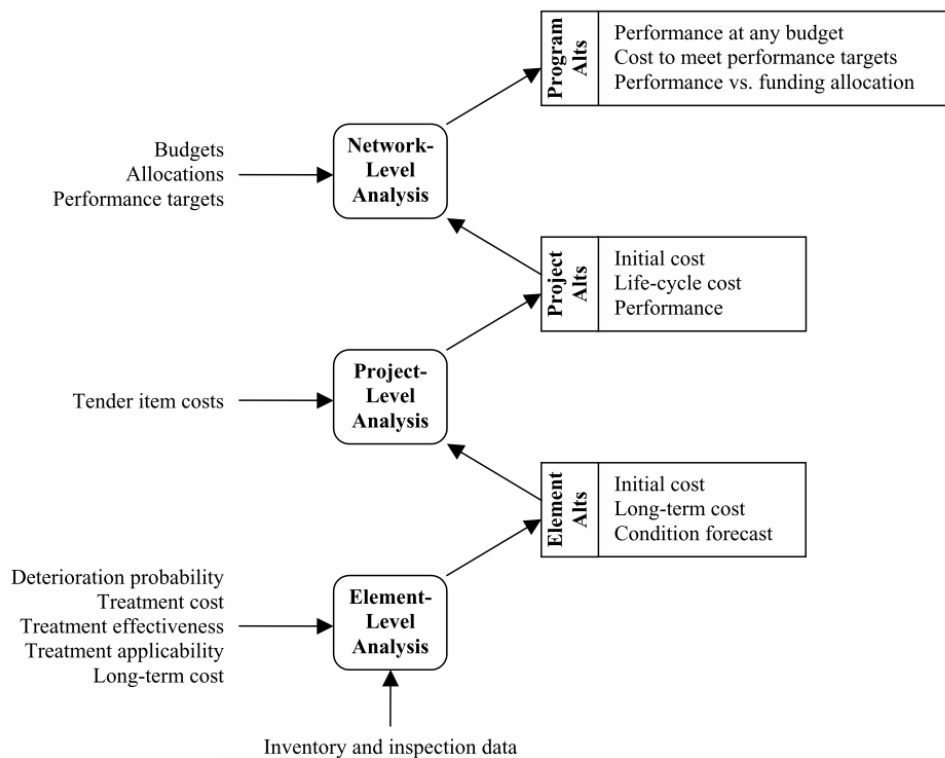 Program
Alts
Performance at any budget
Cost to meet performance targets
Performance vs. funding allocation
Budgets
Allocations
Performance targets
Network-
Level
Analysis
Project
Alts
Initial cost
Life-cycle cost
Performance
Tender item costs
Project-
Level
Analysis
Element
Alts
Initial cost
Long-term cost
Condition forecast
Deterioration probability
Treatment cost
Treatment effectiveness
Treatment applicability
Long-term cost
Element-
Level
Analysis
Inventory and inspection data